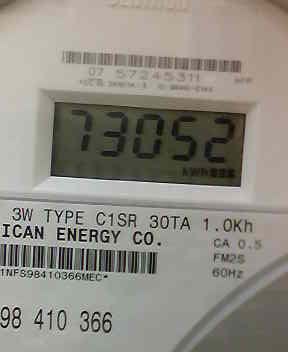 07 57245311
73052
KWH
3W TYPE C1SR 30TA 1.0Kh
ICAN ENERGY CO.
CA 0.5
FM2S
60Hz
1NFS98410366MEC*
98 410 366